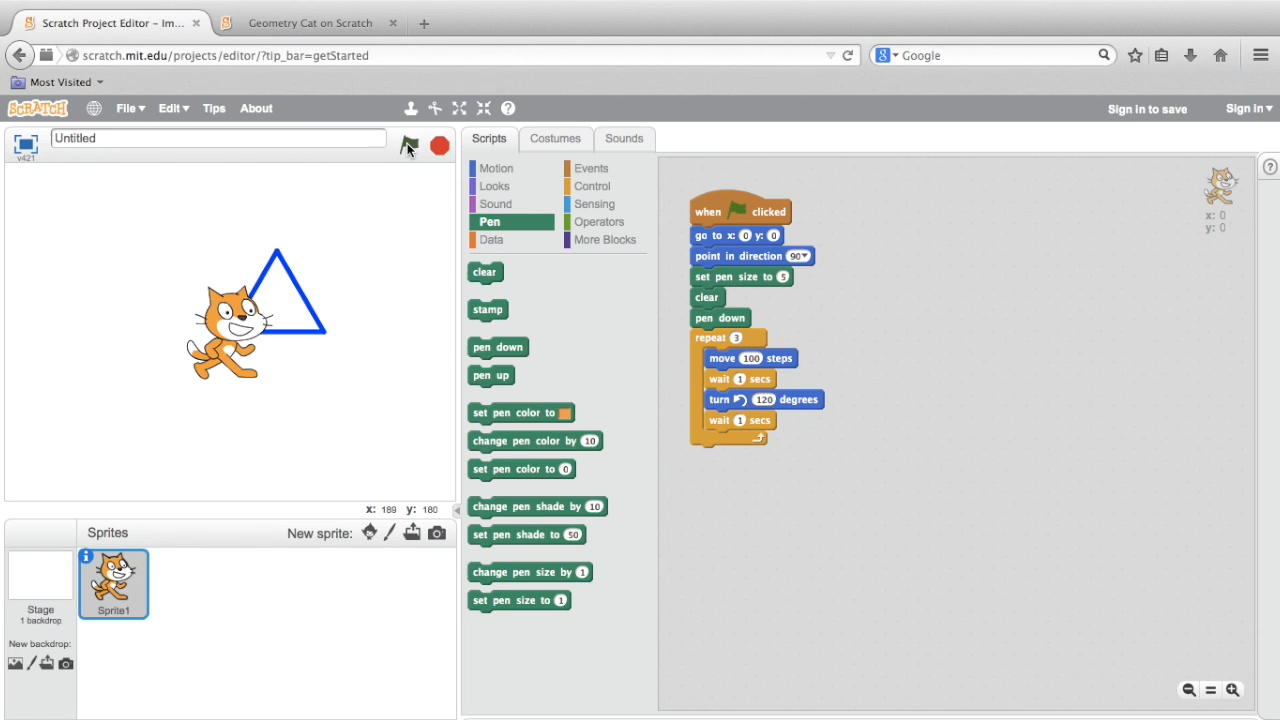 Scratch Project Editor - Im...
Geometry Cat on Scratch
scratch.mit.edu/projects/editor/?tip_bar=getStarted
Google
Most Visited
SCRATCH
File
Edit
Tips
About
Sign in to save
Sign in
v421
Untitled
Scripts
Costumes
Sounds
Motion
Events
Looks
Control
Sound
Sensing
Pen
Operators
Data
More Blocks
clear
stamp
pen down
pen up
set pen color to
change pen color by 10
set pen color to 0
change pen shade by 10
set pen shade to 50
change pen size by 1
set pen size to 1
when clicked
go to x: 0 y: 0
point in direction 90
set pen size to 5
clear
pen down
repeat 3
move 100 steps
wait 1 secs
turn 120 degrees
wait 1 secs
x: 0
y: 0
x: 189 y: 180
Sprites
New sprite:
Sprite1
Stage
1 backdrop
New backdrop: